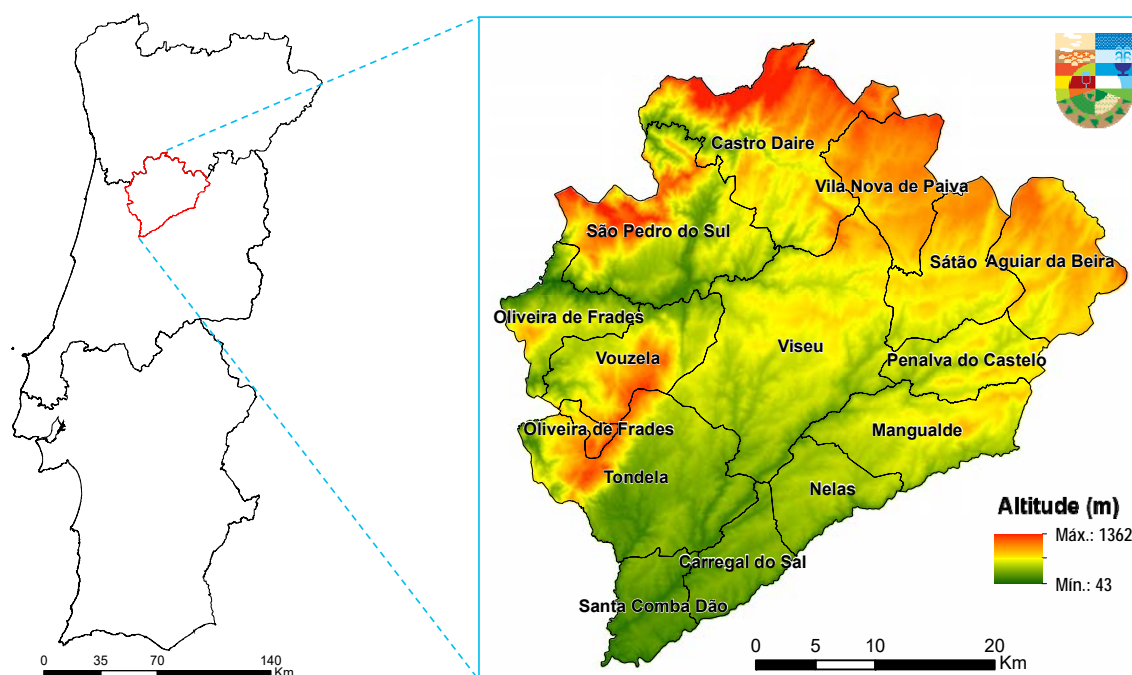 Castro Daire
Vila Nova de Paiva
São Pedro do Sul
Sátão
Aguiar da Beira
Oliveira de Frades
Vouzela
Viseu
Penalva do Castelo
Oliveira de Frades
Mangualde
Tondela
Nelas
Carregal do Sal
Santa Comba Dão
Altitude (m)
Máx.: 1362
Mín.: 43
0 35 70 140
Km
0 5 10 20
Km